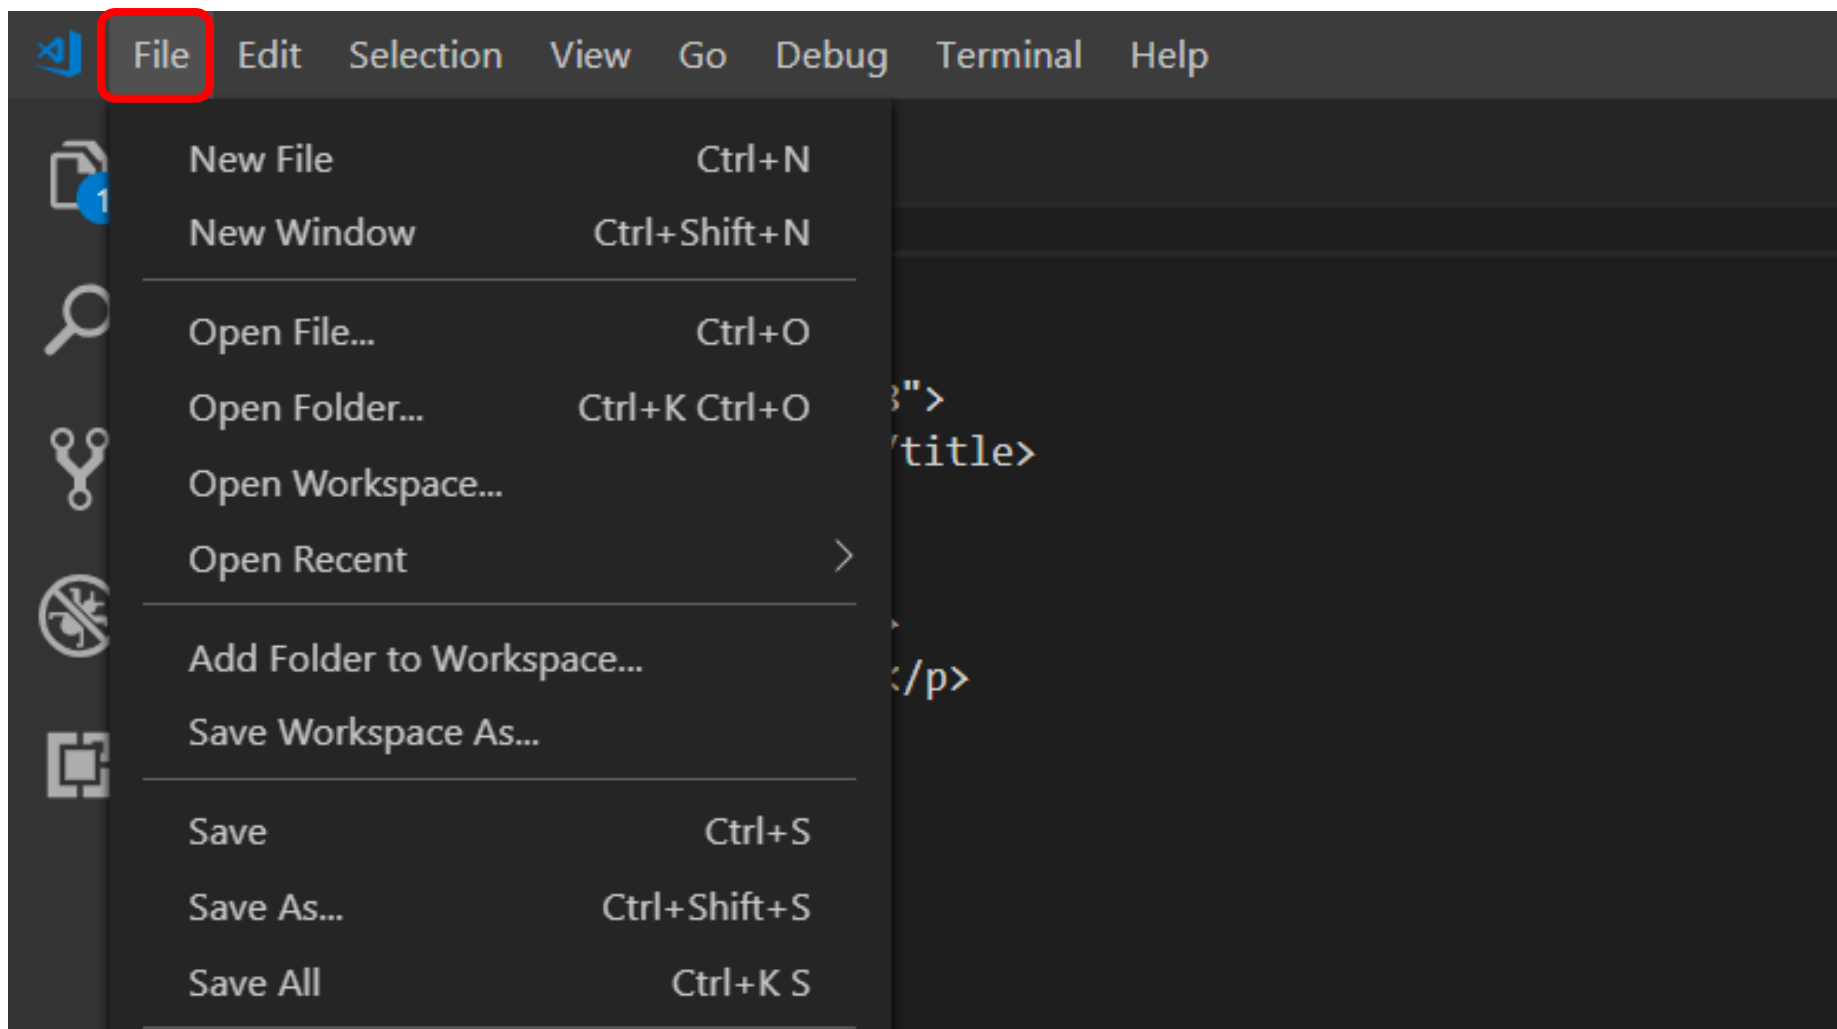 File Edit Selection View Go Debug Terminal Help
New File Ctrl+N
1
New Window Ctrl+Shift+N
Open File... Ctrl+O
Open Folder... Ctrl+K Ctrl+O
">
Open Workspace...
/title>
Open Recent
Add Folder to Workspace...
</p>
Save Workspace As...
Save Ctrl+S
Save As... Ctrl+Shift+S
Save All Ctrl+K S